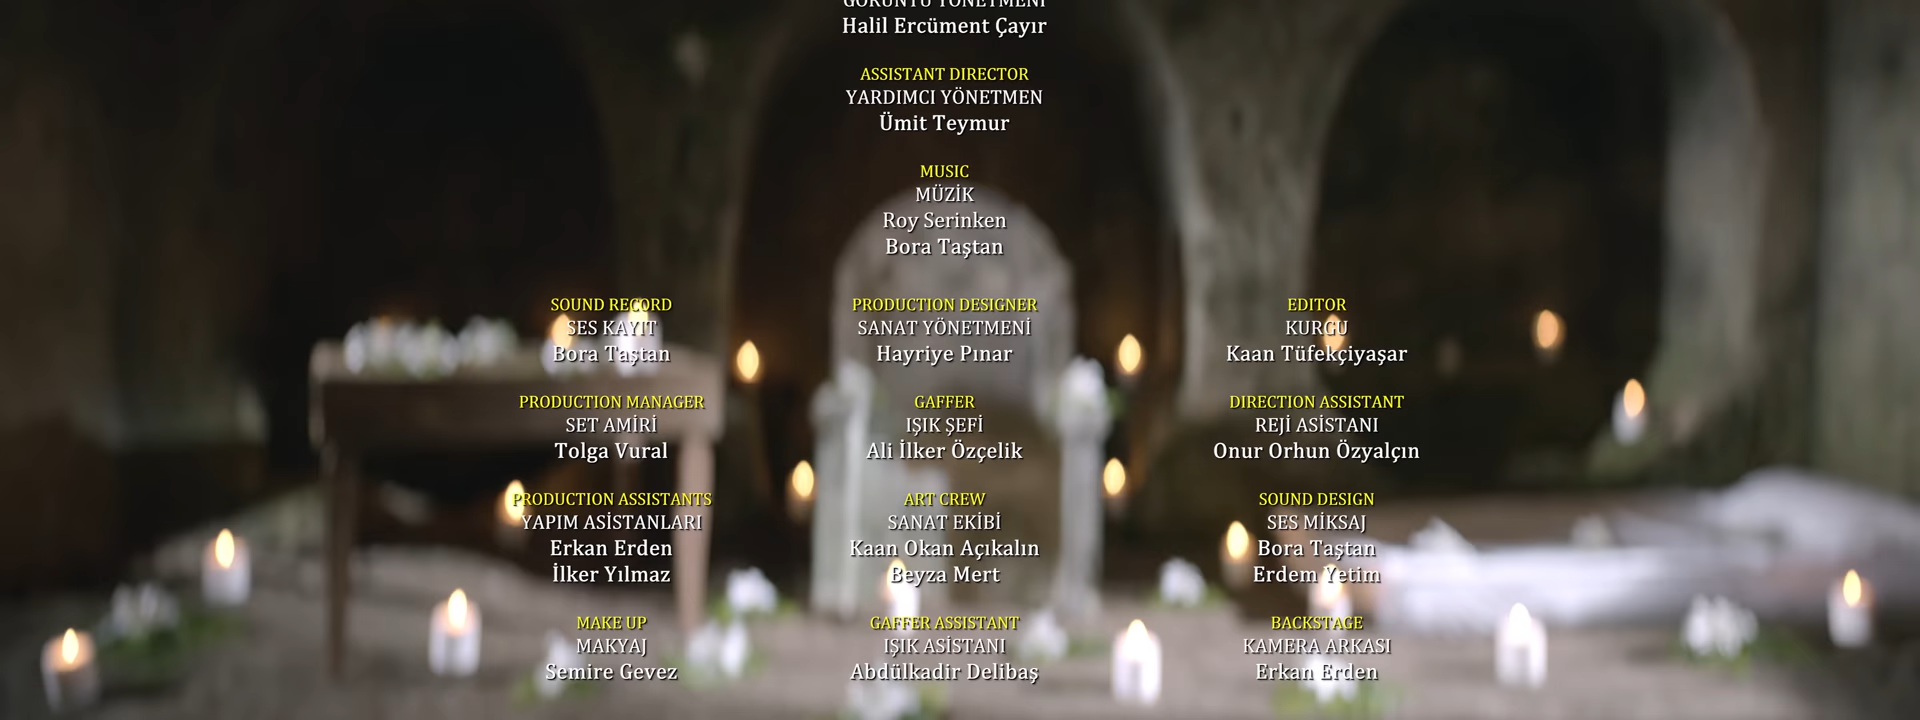 GÖRÜNTÜ YÖNETMENİ
Halil Ercüment Çayır
ASSISTANT DIRECTOR
YARDIMCI YÖNETMEN
Ümit Teymur
MUSIC
MÜZİK
Roy Serinken
Bora Taştan
SOUND RECORD
SES KAYIT
Bora Taştan
PRODUCTION DESIGNER
SANAT YÖNETMENİ
Hayriye Pınar
EDITOR
KURGU
Kaan Tüfekçiyaşar
PRODUCTION MANAGER
SET AMİRİ
Tolga Vural
GAFFER
IŞIK ŞEFİ
Ali İlker Özçelik
DIRECTION ASSISTANT
REJİ ASİSTANI
Onur Orhun Özyalçın
PRODUCTION ASSISTANTS
YAPIM ASİSTANLARI
Erkan Erden
İlker Yılmaz
ART CREW
SANAT EKİBİ
Kaan Okan Açıkalın
Beyza Mert
SOUND DESIGN
SES MİKSAJ
Bora Taştan
Erdem Yetim
MAKE UP
MAKYAJ
Semire Gevez
GAFFER ASSISTANT
IŞIK ASİSTANI
Abdülkadir Delibaş
BACKSTAGE
KAMERA ARKASI
Erkan Erden